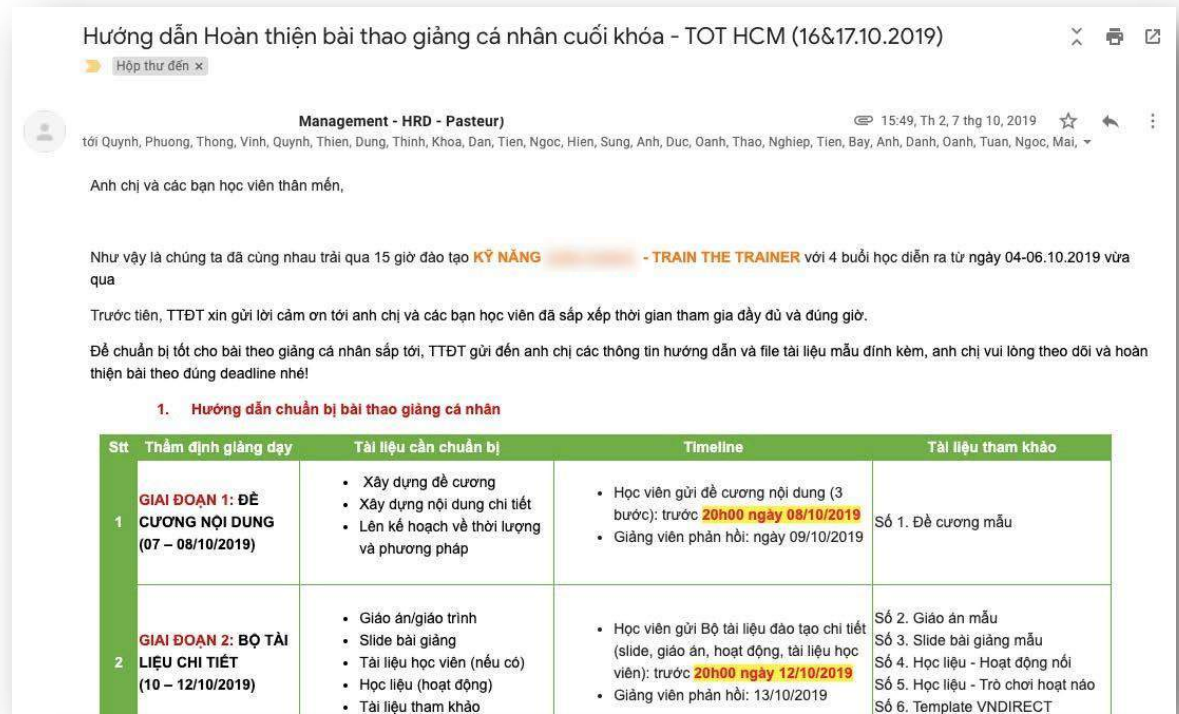 Hướng dẫn Hoàn thiện bài thao giảng cá nhân cuối khóa - TOT HCM (16&17.10.2019)
Hộp thư đến ×
Management - HRD - Pasteur)
15:49, Th 2, 7 thg 10, 2019
tới Quynh, Phuong, Thong, Vinh, Quynh, Thien, Dung, Thinh, Khoa, Dan, Tien, Ngoc, Hien, Sung, Anh, Duc, Oanh, Thao, Nghiep, Tien, Bay, Anh, Danh, Oanh, Tuan, Ngoc, Mai,
Anh chị và các bạn học viên thân mến,
Như vậy là chúng ta đã cùng nhau trải qua 15 giờ đào tạo KỸ NĂNG - TRAIN THE TRAINER với 4 buổi học diễn ra từ ngày 04-06.10.2019 vừa
qua
Trước tiên, TTĐT xin gửi lời cảm ơn tới anh chị và các bạn học viên đã sắp xếp thời gian tham gia đầy đủ và đúng giờ.
Để chuẩn bị tốt cho bài theo giảng cá nhân sắp tới, TTĐT gửi đến anh chị các thông tin hướng dẫn và file tài liệu mẫu đính kèm, anh chị vui lòng theo dõi và hoàn
thiện bài theo đúng deadline nhé!
1. Hướng dẫn chuẩn bị bài thao giảng cá nhân
Stt Thẩm định giảng dạy Tài liệu cần chuẩn bị Timeline Tài liệu tham khảo
1
GIAI ĐOẠN 1: ĐỀ
CƯƠNG NỘI DUNG
(07 – 08/10/2019)
• Xây dựng đề cương
• Xây dựng nội dung chi tiết
• Lên kế hoạch về thời lượng
và phương pháp
• Học viên gửi đề cương nội dung (3
bước): trước 20h00 ngày 08/10/2019
• Giảng viên phản hồi: ngày 09/10/2019
Số 1. Đề cương mẫu
2
GIAI ĐOẠN 2: BỘ TÀI
LIỆU CHI TIẾT
(10 – 12/10/2019)
• Giáo án/giáo trình
• Slide bài giảng
• Tài liệu học viên (nếu có)
• Học liệu (hoạt động)
• Tài liệu tham khảo
• Học viên gửi Bộ tài liệu đào tạo chi tiết
(slide, giáo án, hoạt động, tài liệu học
viên): trước 20h00 ngày 12/10/2019
• Giảng viên phản hồi: 13/10/2019
Số 2. Giáo án mẫu
Số 3. Slide bài giảng mẫu
Số 4. Học liệu - Hoạt động nối
Số 5. Học liệu - Trò chơi hoạt náo
Số 6. Template VNDIRECT